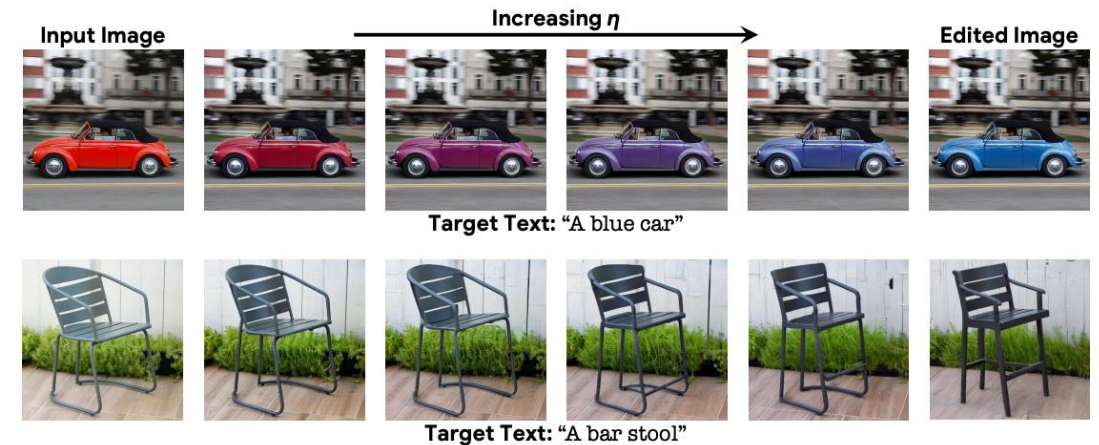 Increasing η
Input Image
Edited Image
Target Text: “A blue car”
Target Text: “A bar stool”